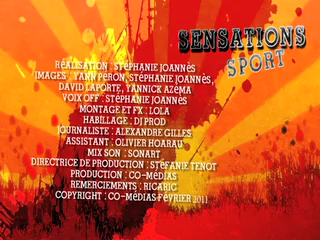 SENSATIONS
SPORT
RÉALISATION : STÉPHANIE JOANNÈS
IMAGES : YANN PÉRON, STÉPHANIE JOANNÈS,
DAVID LAPORTE, YANNICK AZÉMA
VOIX OFF : STÉPHANIE JOANNÈS
MONTAGE ET FX : LOLA
HABILLAGE : DJ PROD
JOURNALISTE : ALEXANDRE GILLES
ASSISTANT : OLIVIER HOARAU
MIX SON : SONART
DIRECTRICE DE PRODUCTION : STÉFANIE TENOT
PRODUCTION : CO-MÉDIAS
REMERCIEMENTS : RICARIC
COPYRIGHT : CO-MÉDIAS FÉVRIER 2011